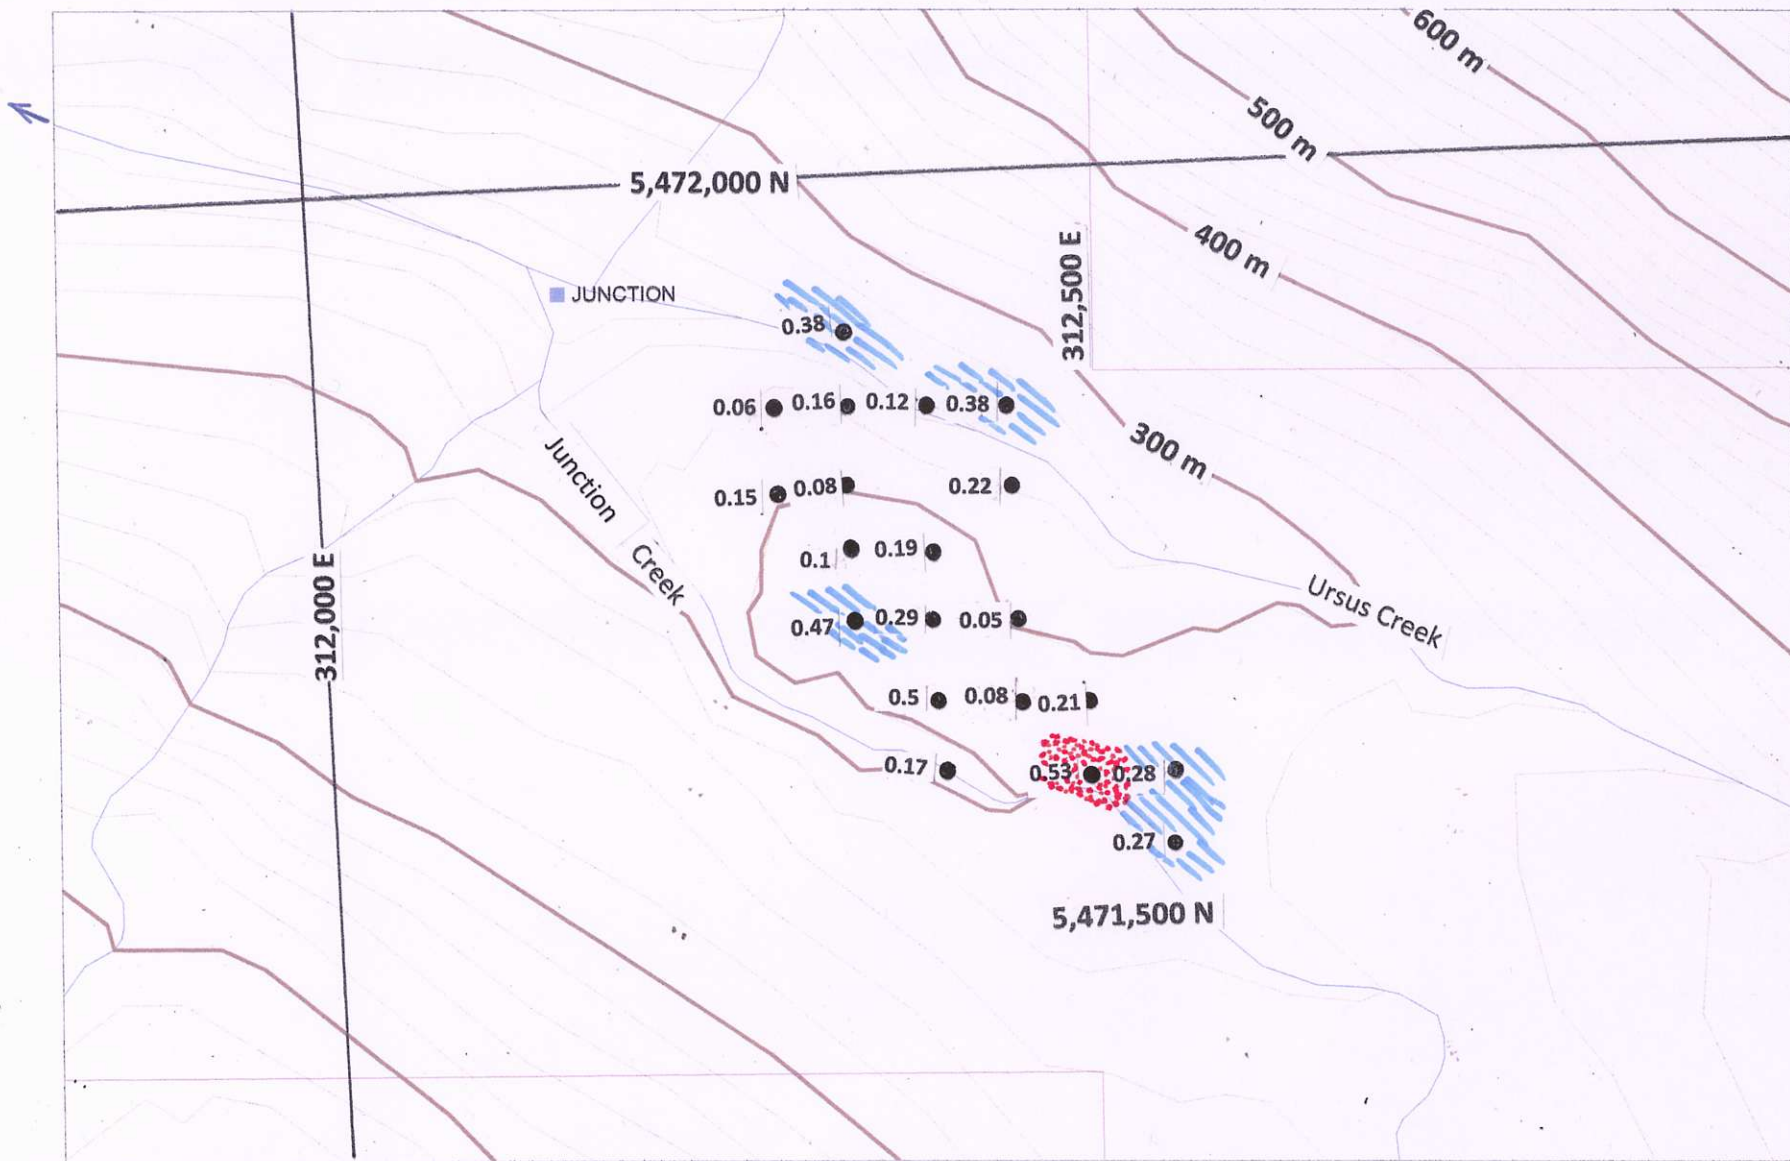 600 m
500 m
5,472,000 N
400 m
312,500 E
JUNCTION
0.38
0.06 0.16 0.12 0.38
300 m
Junction
Creek
0.15 0.08 0.22
0.1 0.19
312,000 E
Ursus Creek
0.47 0.29 0.05
0.5 0.08 0.21
0.17 0.53 0.28
0.27
5,471,500 N